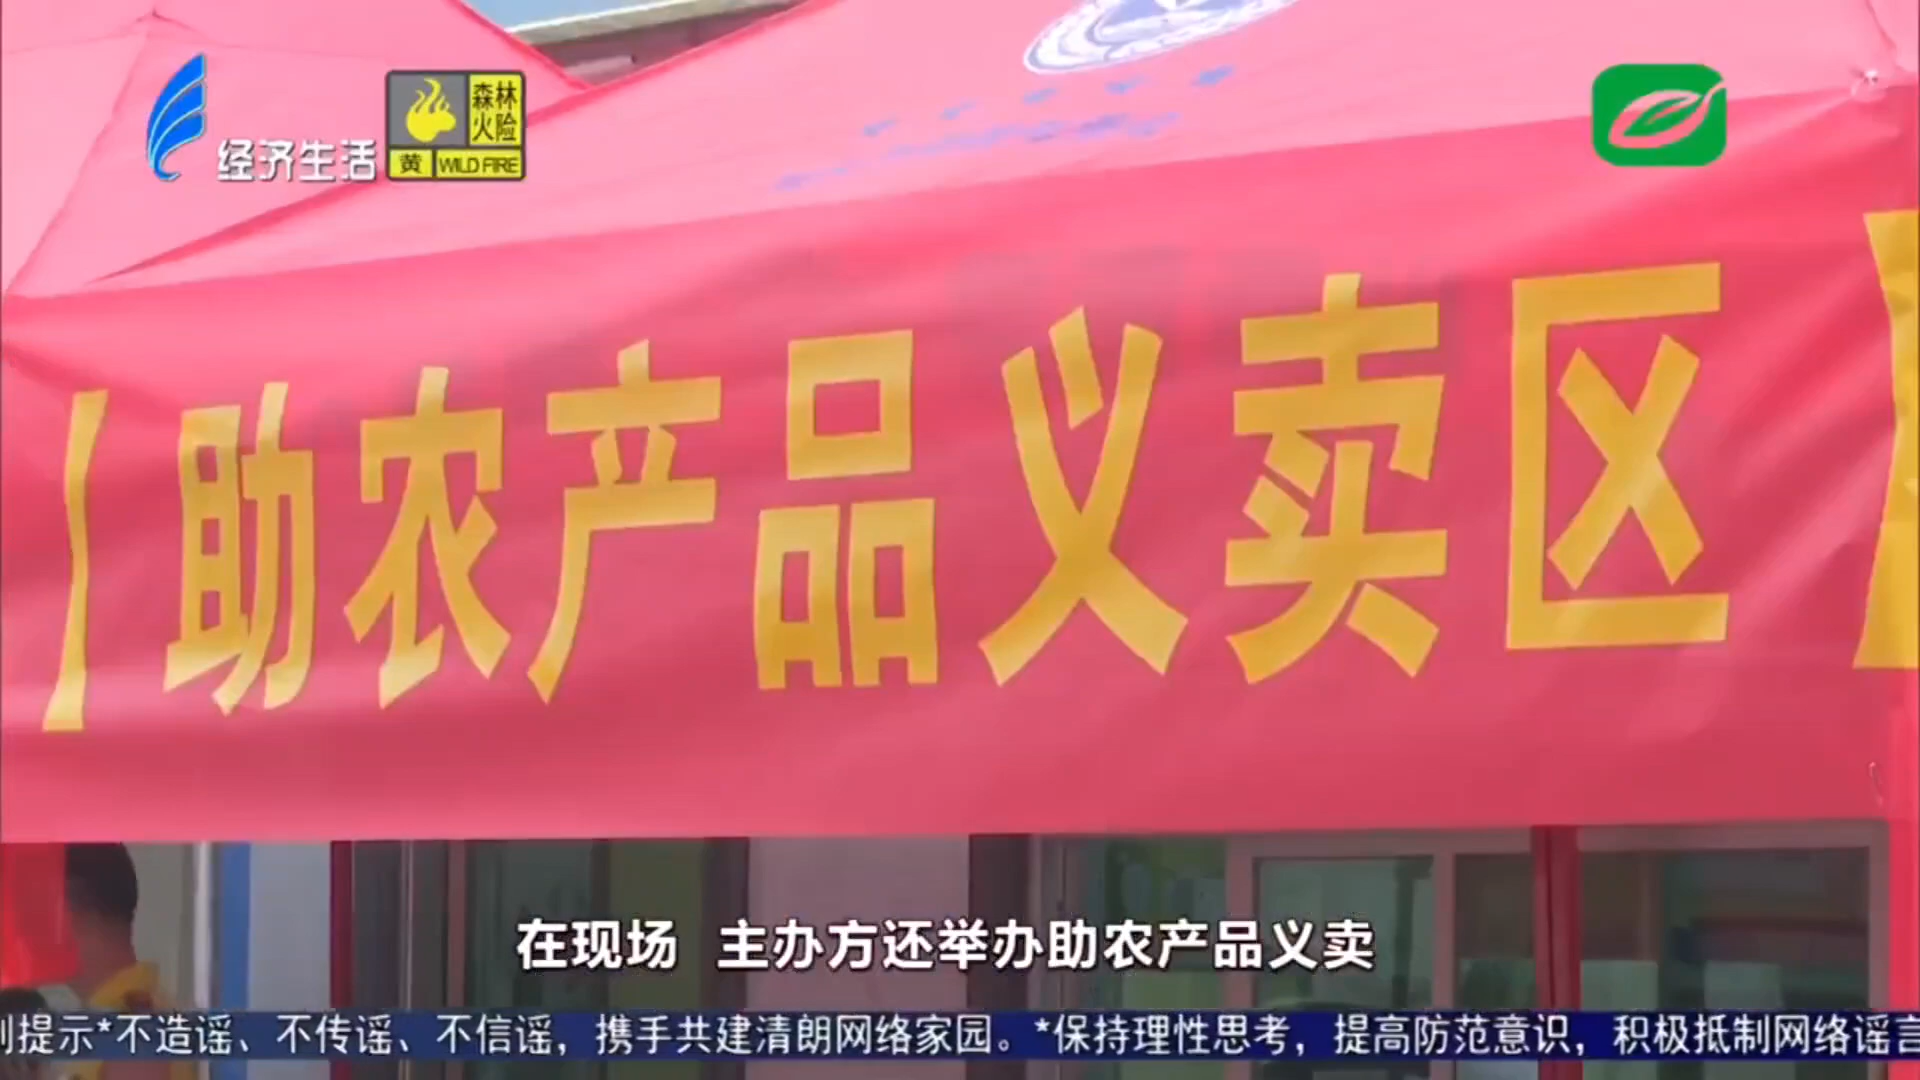 经济生活
森林
火险
黄 WILD FIRE
助农产品义卖区
在现场 主办方还举办助农产品义卖
提示*不造谣、不传谣、不信谣，携手共建清朗网络家园。*保持理性思考，提高防范意识，积极抵制网络谣言